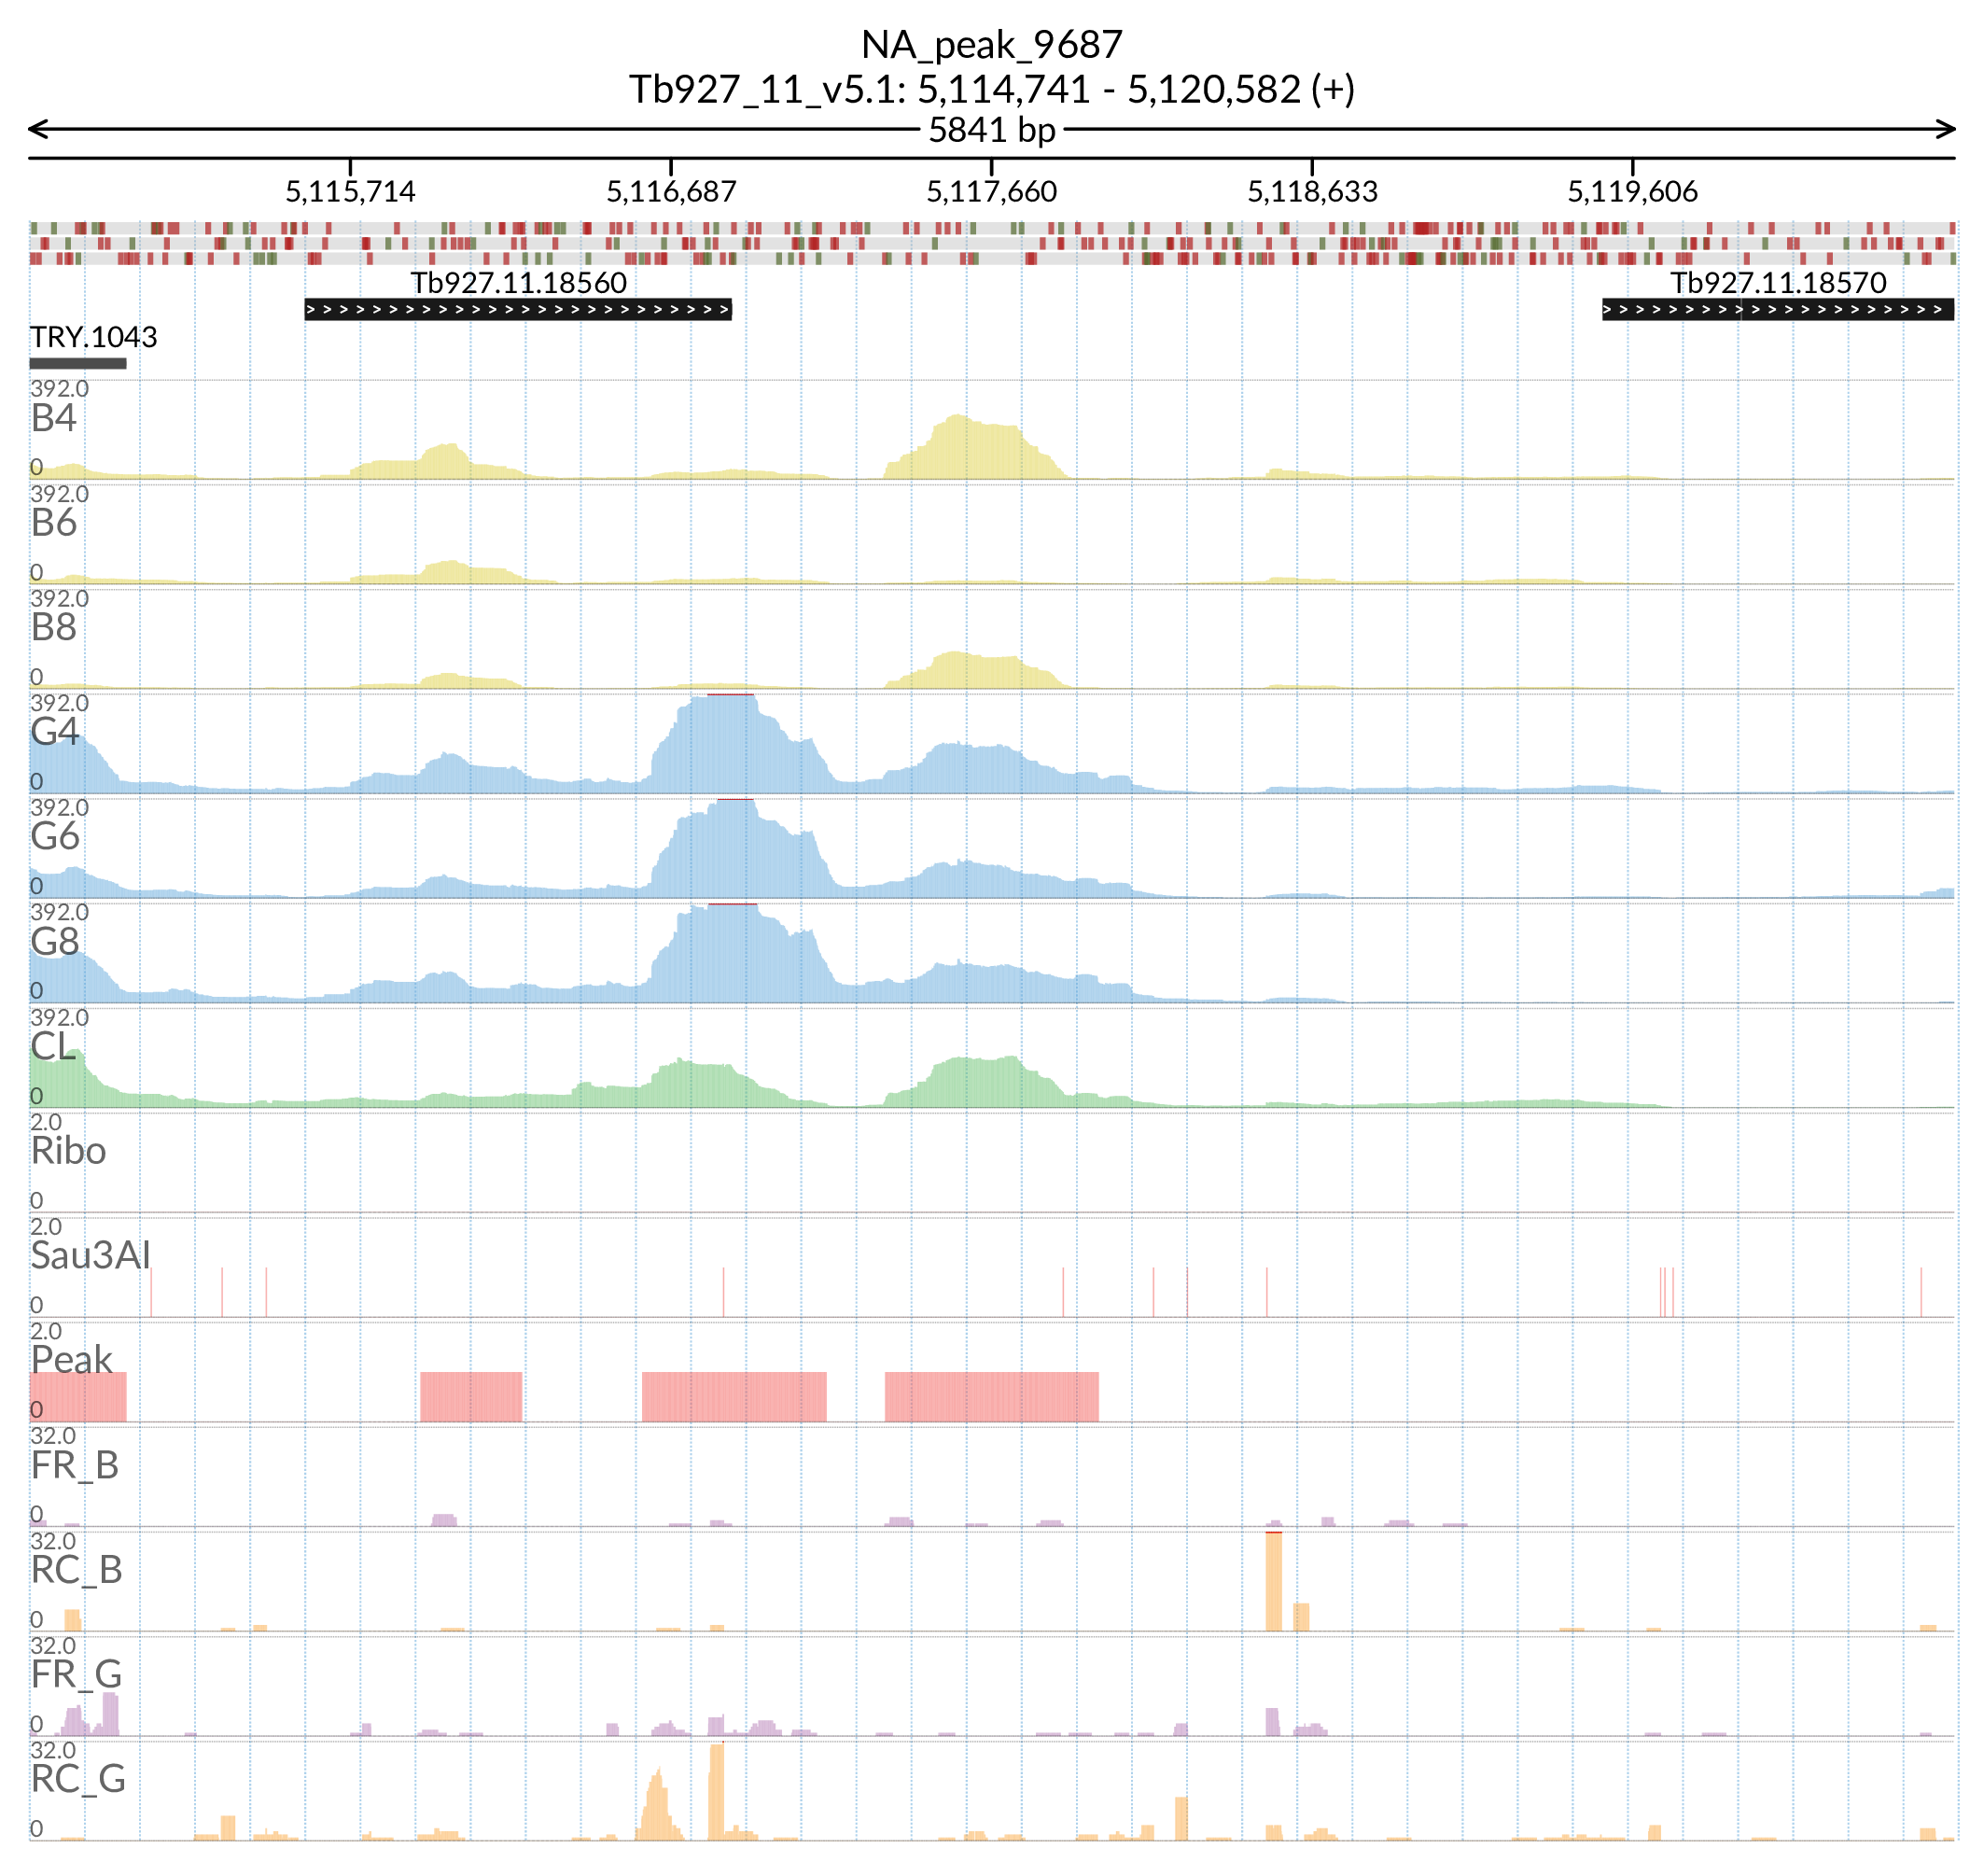 NA_peak_9687
Tb927_11_v5.1: 5,114,741 - 5,120,582 (+)
5841 bp
5,115,714 5,116,687 5,117,660 5,118,633 5,119,606
Tb927.11.18560 Tb927.11.18570
TRY.1043
392.0
B4
0
392.0
B6
0
392.0
B8
0
392.0
G4
0
392.0
G6
0
392.0
G8
0
392.0
CL
0
2.0
Ribo
0
2.0
Sau3AI
0
2.0
Peak
0
32.0
FR_B
0
32.0
RC_B
0
32.0
FR_G
0
32.0
RC_G
0